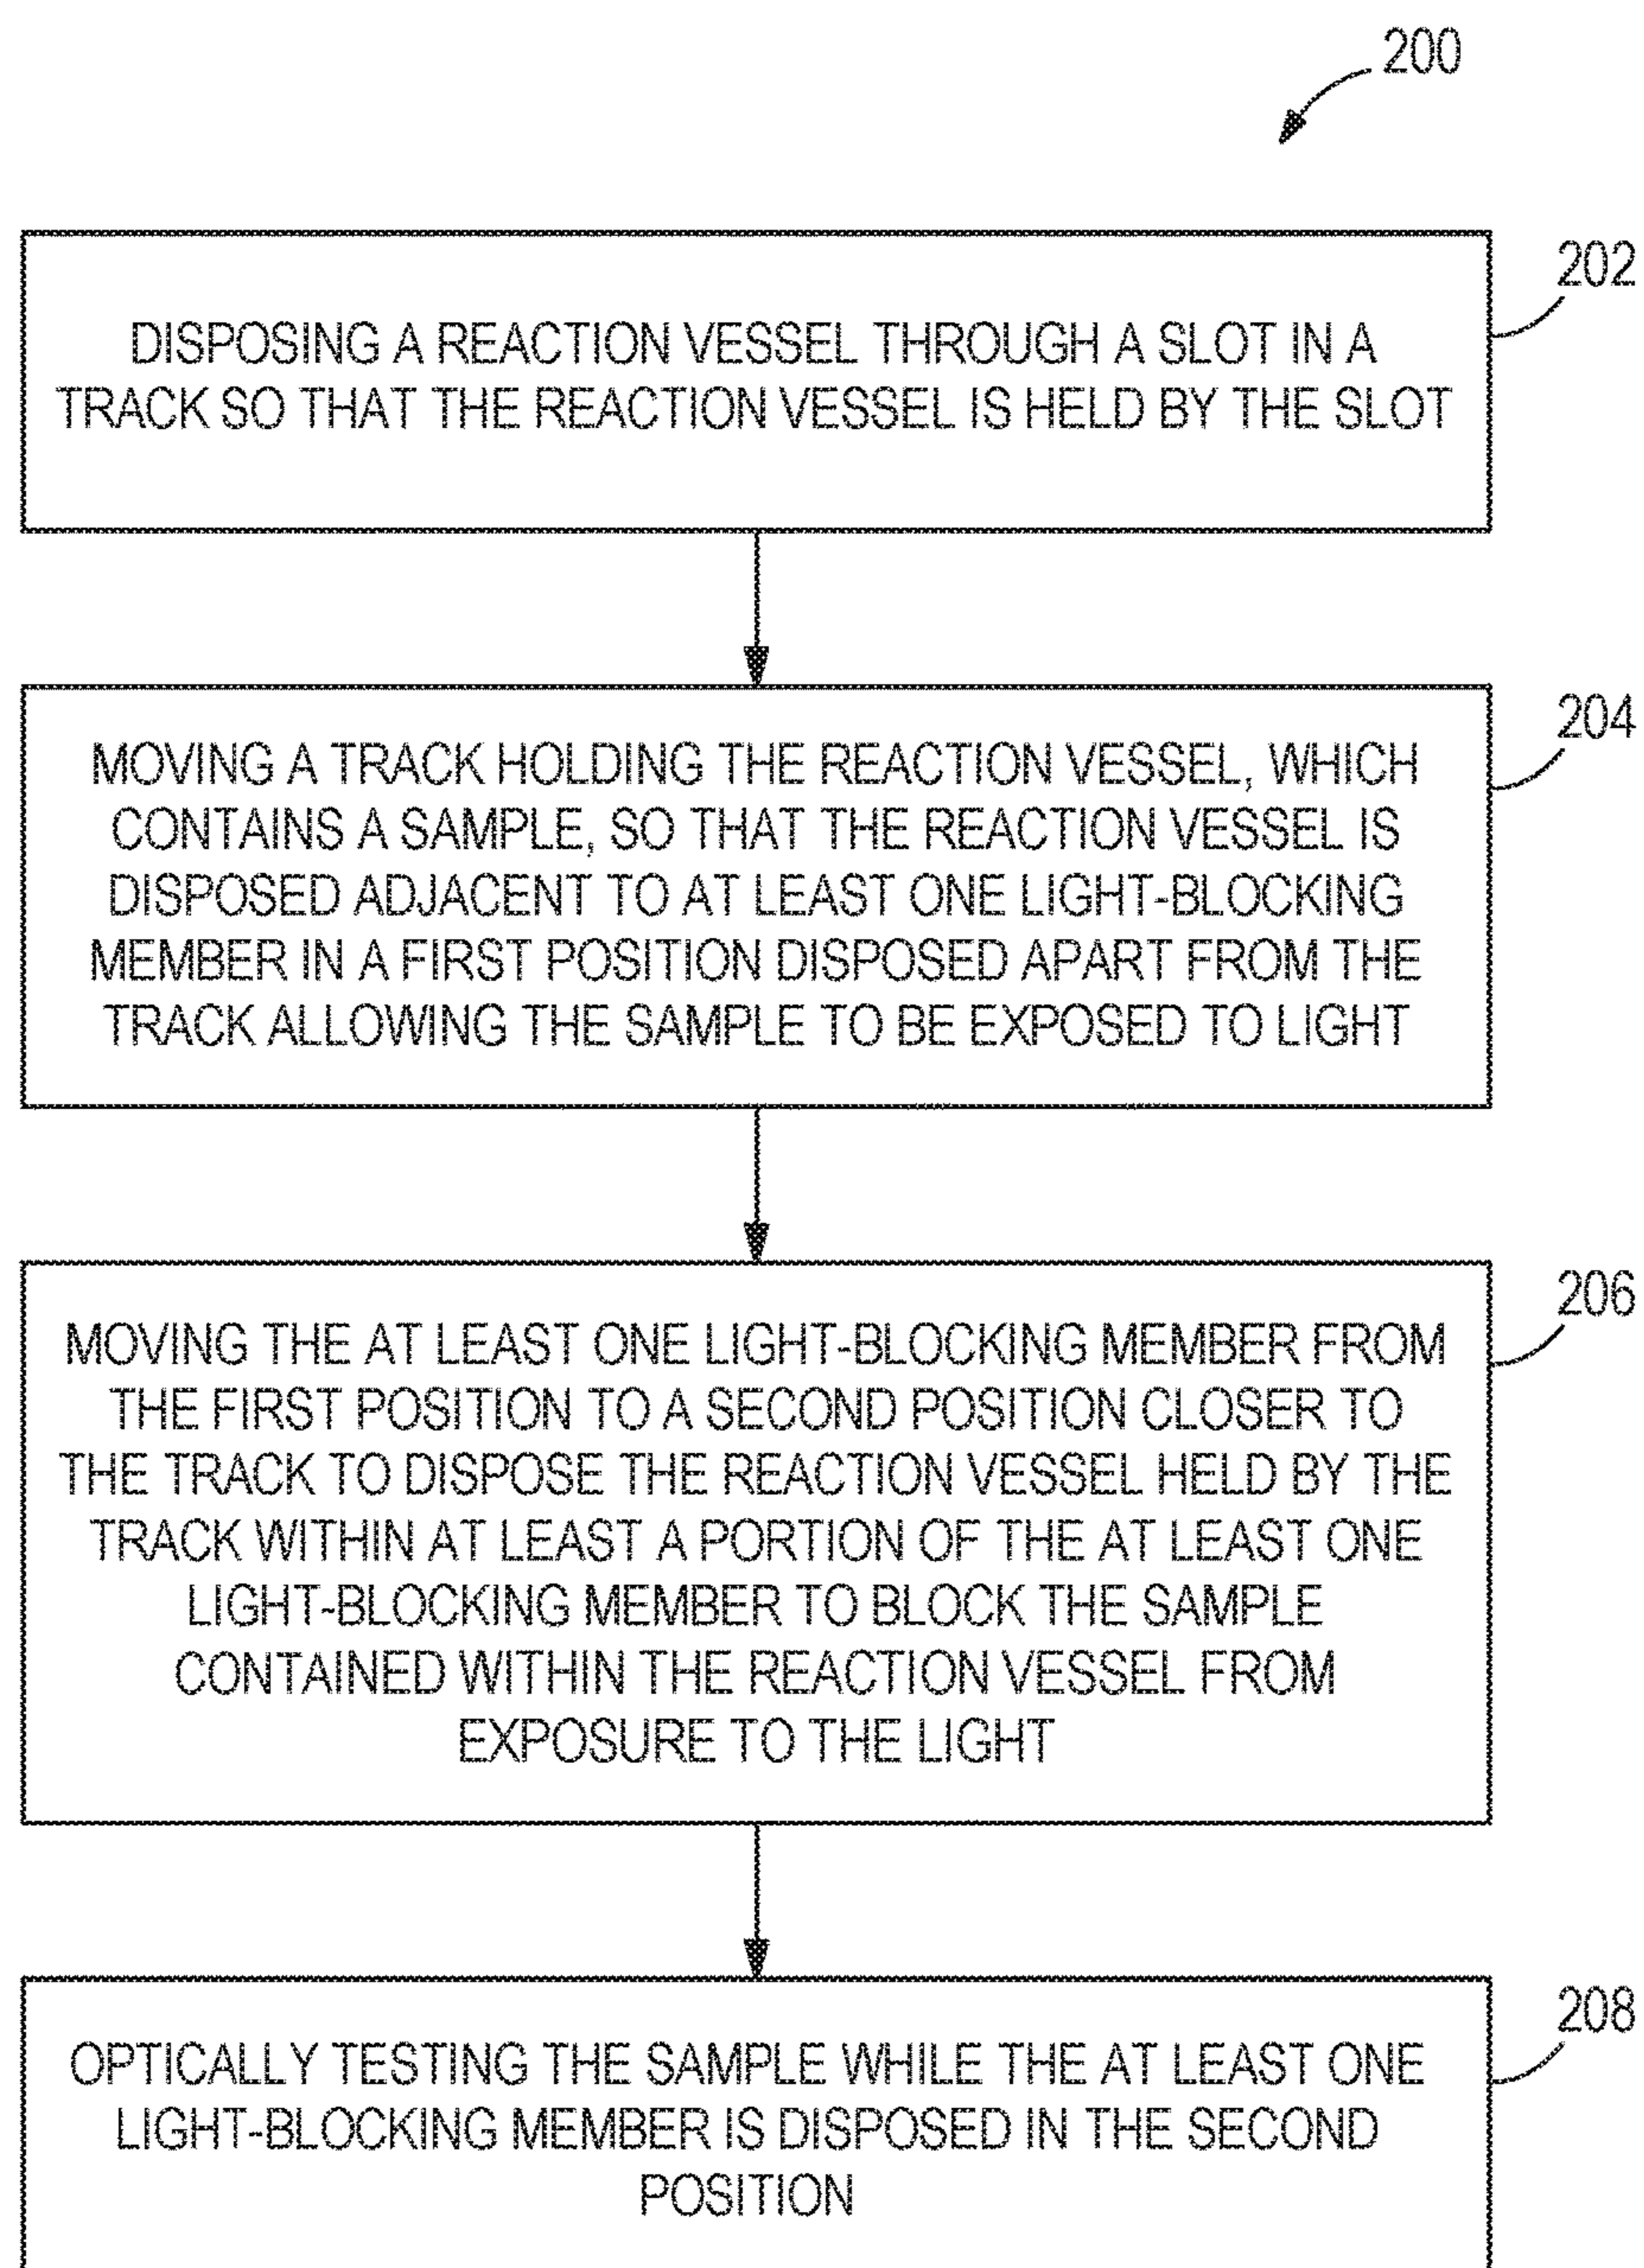 200
202
DISPOSING A REACTION VESSEL THROUGH A SLOT IN A
TRACK SO THAT THE REACTION VESSEL IS HELD BY THE SLOT
204
MOVING A TRACK HOLDING THE REACTION VESSEL, WHICH
CONTAINS A SAMPLE, SO THAT THE REACTION VESSEL IS
DISPOSED ADJACENT TO AT LEAST ONE LIGHT-BLOCKING
MEMBER IN A FIRST POSITION DISPOSED APART FROM THE
TRACK ALLOWING THE SAMPLE TO BE EXPOSED TO LIGHT
206
MOVING THE AT LEAST ONE LIGHT-BLOCKING MEMBER FROM
THE FIRST POSITION TO A SECOND POSITION CLOSER TO
THE TRACK TO DISPOSE THE REACTION VESSEL HELD BY THE
TRACK WITHIN AT LEAST A PORTION OF THE AT LEAST ONE
LIGHT-BLOCKING MEMBER TO BLOCK THE SAMPLE
CONTAINED WITHIN THE REACTION VESSEL FROM
EXPOSURE TO THE LIGHT
208
OPTICALLY TESTING THE SAMPLE WHILE THE AT LEAST ONE
LIGHT-BLOCKING MEMBER IS DISPOSED IN THE SECOND
POSITION